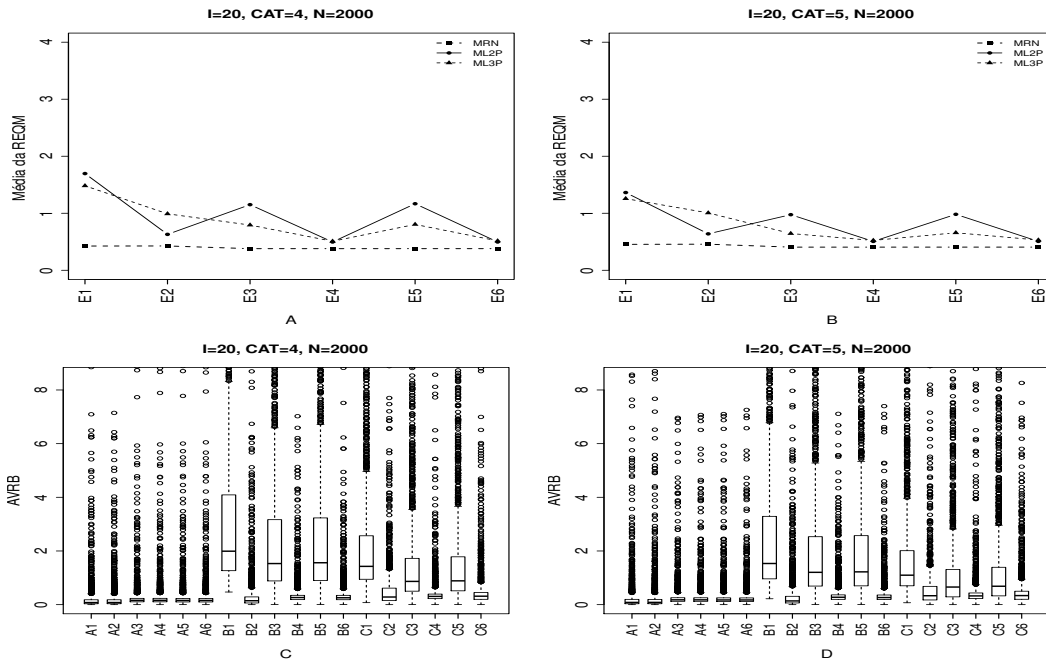 I=20, CAT=4, N=2000
MRN
ML2P
ML3P
Média da REQM
4
3
2
1
0
E1 E2 E3 E4 E5 E6
A
I=20, CAT=5, N=2000
MRN
ML2P
ML3P
Média da REQM
4
3
2
1
0
E1 E2 E3 E4 E5 E6
B
I=20, CAT=4, N=2000
AVRB
8
6
4
2
0
A1 A2 A3 A4 A5 A6 B1 B2 B3 B4 B5 B6 C1 C2 C3 C4 C5 C6
C
I=20, CAT=5, N=2000
AVRB
8
6
4
2
0
A1 A2 A3 A4 A5 A6 B1 B2 B3 B4 B5 B6 C1 C2 C3 C4 C5 C6
D